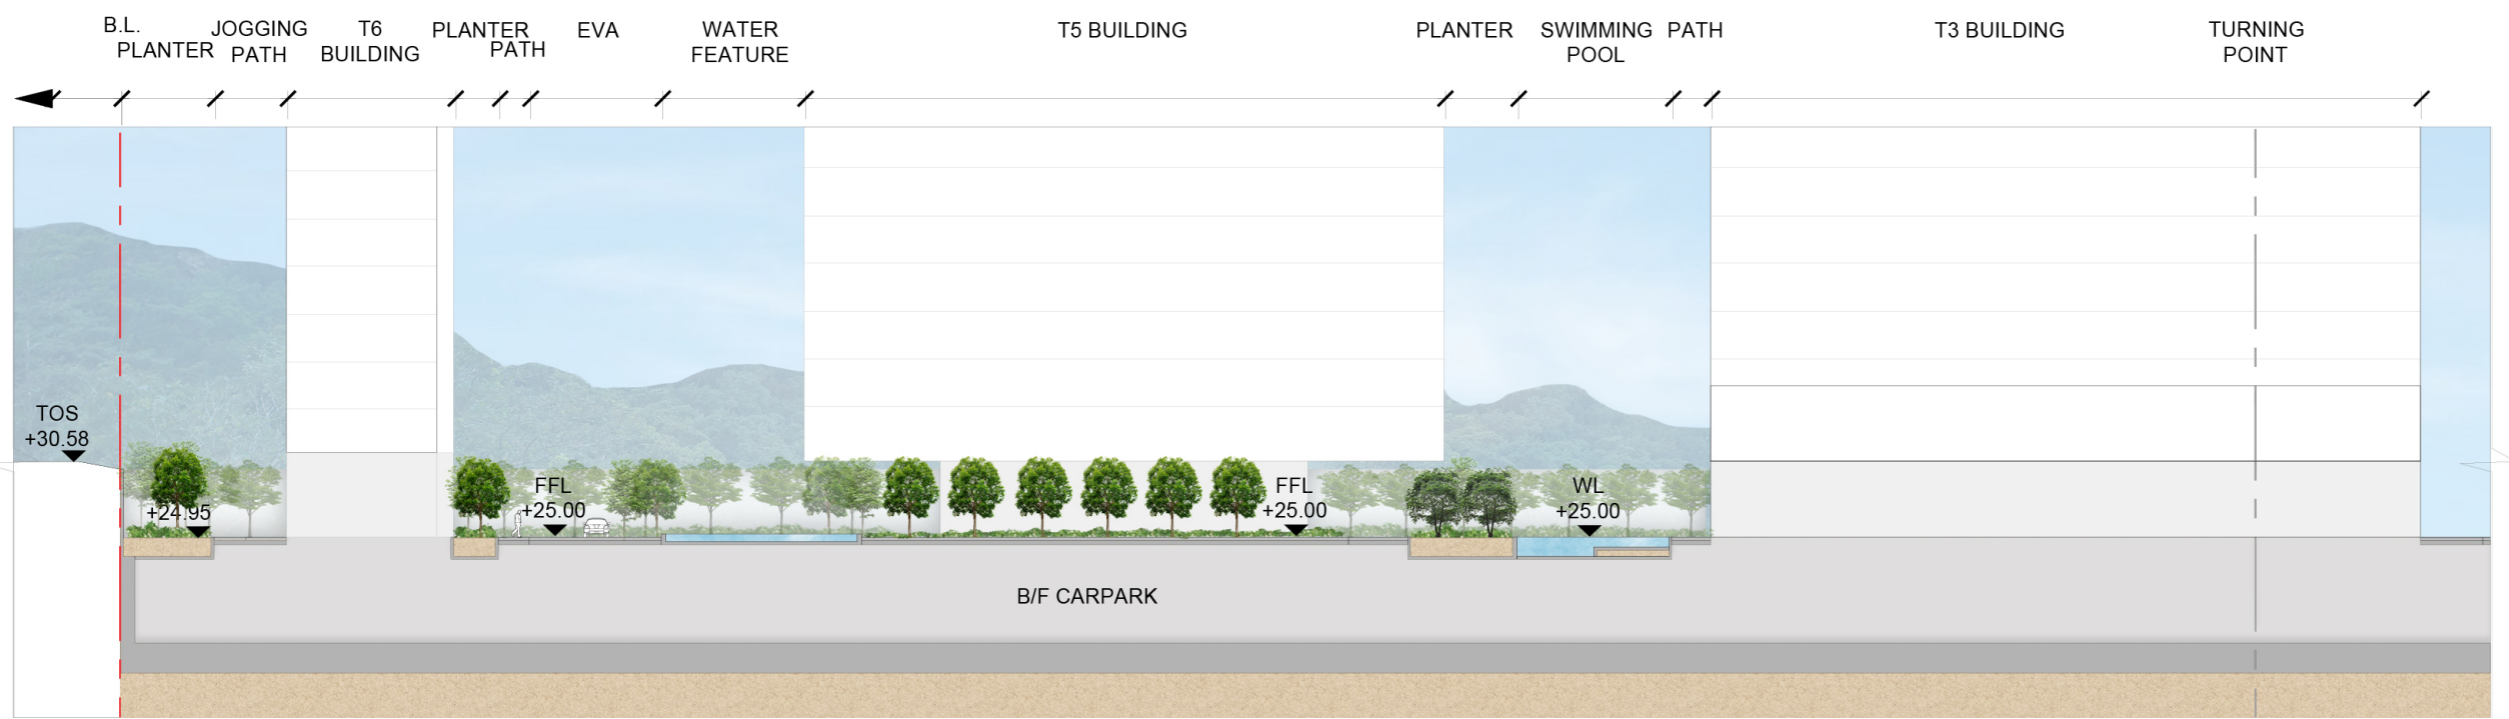 B.L.
PLANTER
JOGGING
PATH
T6
BUILDING
PLANTER
PATH
EVA
WATER
FEATURE
T5 BUILDING
PLANTER
SWIMMING
POOL
PATH
T3 BUILDING
TURNING
POINT
TOS
+30.58
+24.95
FFL
+25.00
FFL
+25.00
WL
+25.00
B/F CARPARK